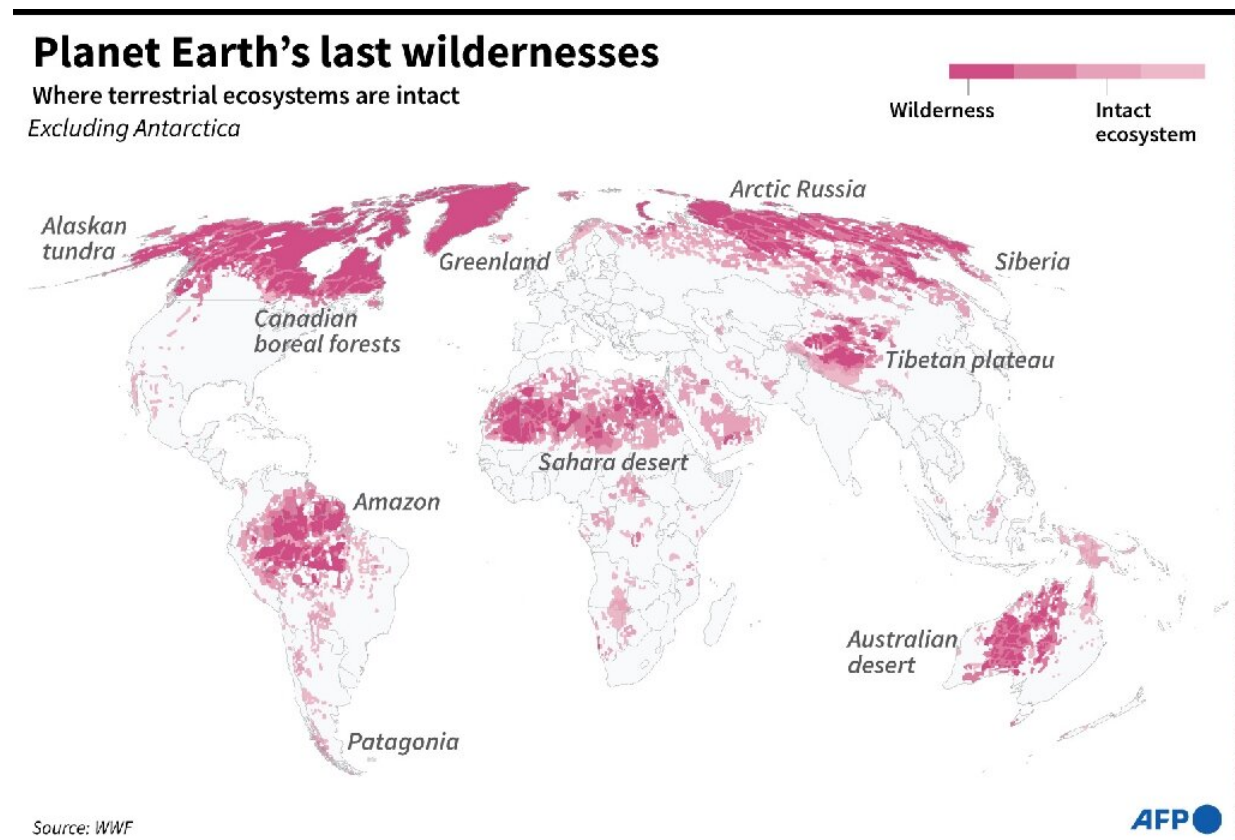 Planet Earth's last wildernesses
Where terrestrial ecosystems are intact
Excluding Antarctica
Wilderness
Intact
ecosystem
Arctic Russia
Alaskan
tundra
Greenland
Siberia
Canadian
boreal forests
Tibetan plateau
Sahara desert
Amazon
Australian
desert
Patagonia
Source: WWF
AFP